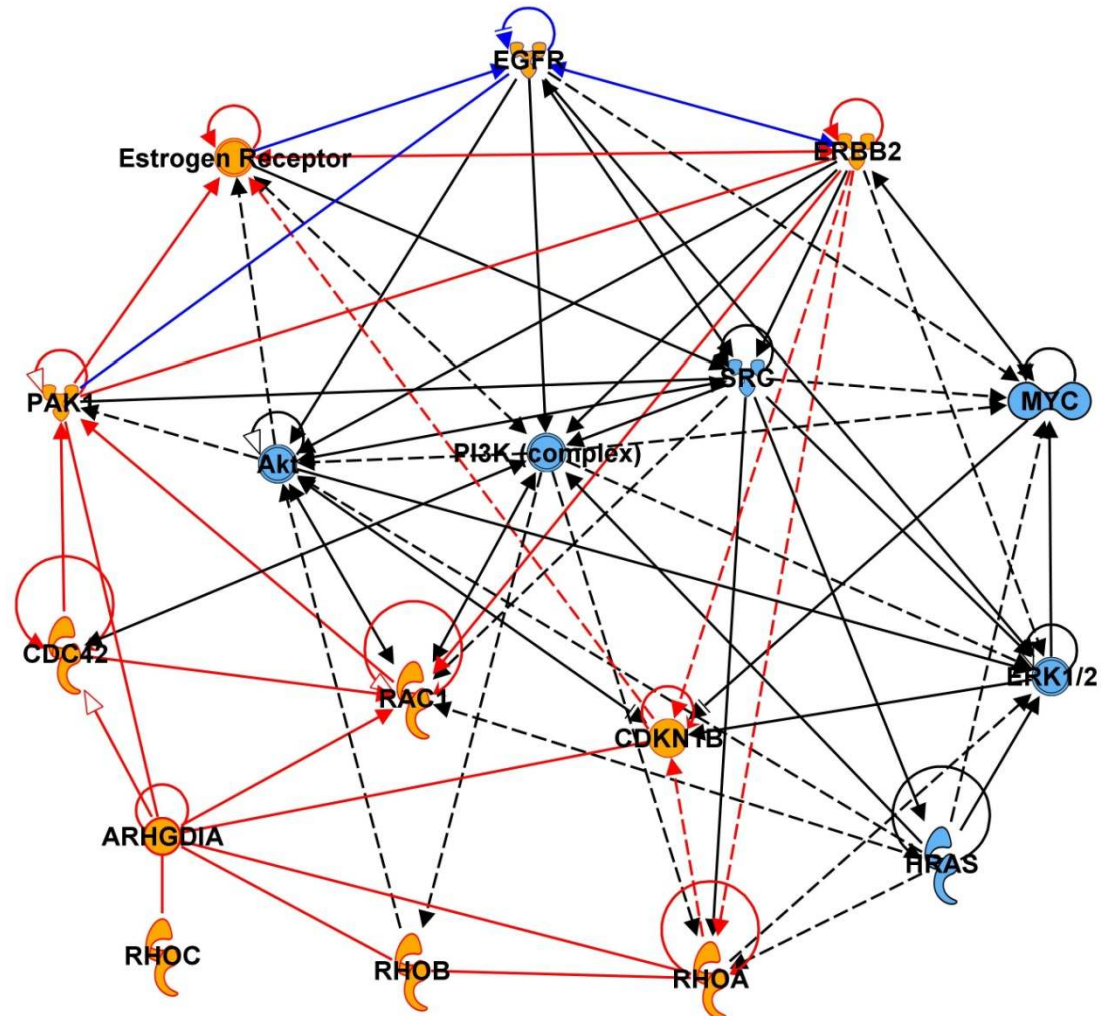 EGFR
Estrogen Receptor
ERBB2
PAK1
SRC
MYC
Akt
PI3K (complex)
CDC42
RAC1
ERK1/2
CDKN1B
ARHGDIA
HRAS
RHOC
RHOB
RHOA